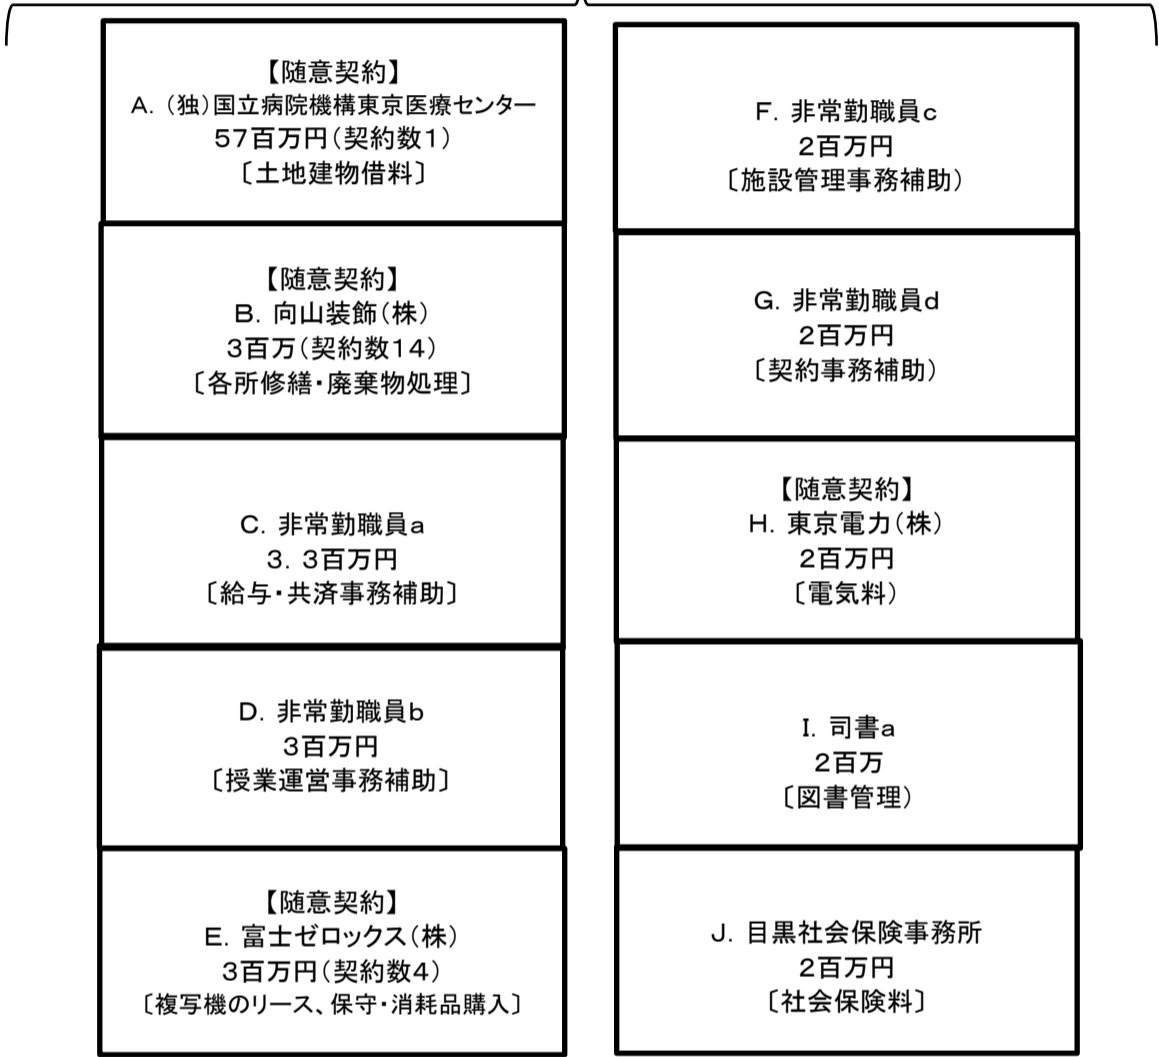 【随意契約】
A．（独）国立病院機構東京医療センター
57百万円（契約数1）
〔土地建物借料〕
【随意契約】
B．向山装飾（株）
3百万（契約数14）
〔各所修繕・廃棄物処理〕
C．非常勤職員a
3．3百万円
〔給与・共済事務補助〕
D．非常勤職員b
3百万円
〔授業運営事務補助〕
【随意契約】
E．富士ゼロックス（株）
3百万円（契約数4）
〔複写機のリース、保守・消耗品購入〕
F．非常勤職員c
2百万円
〔施設管理事務補助）
G．非常勤職員d
2百万円
〔契約事務補助）
【随意契約】
H．東京電力（株）
2百万円
〔電気料）
I．司書a
2百万
〔図書管理）
J．目黒社会保険事務所
2百万円
〔社会保険料〕